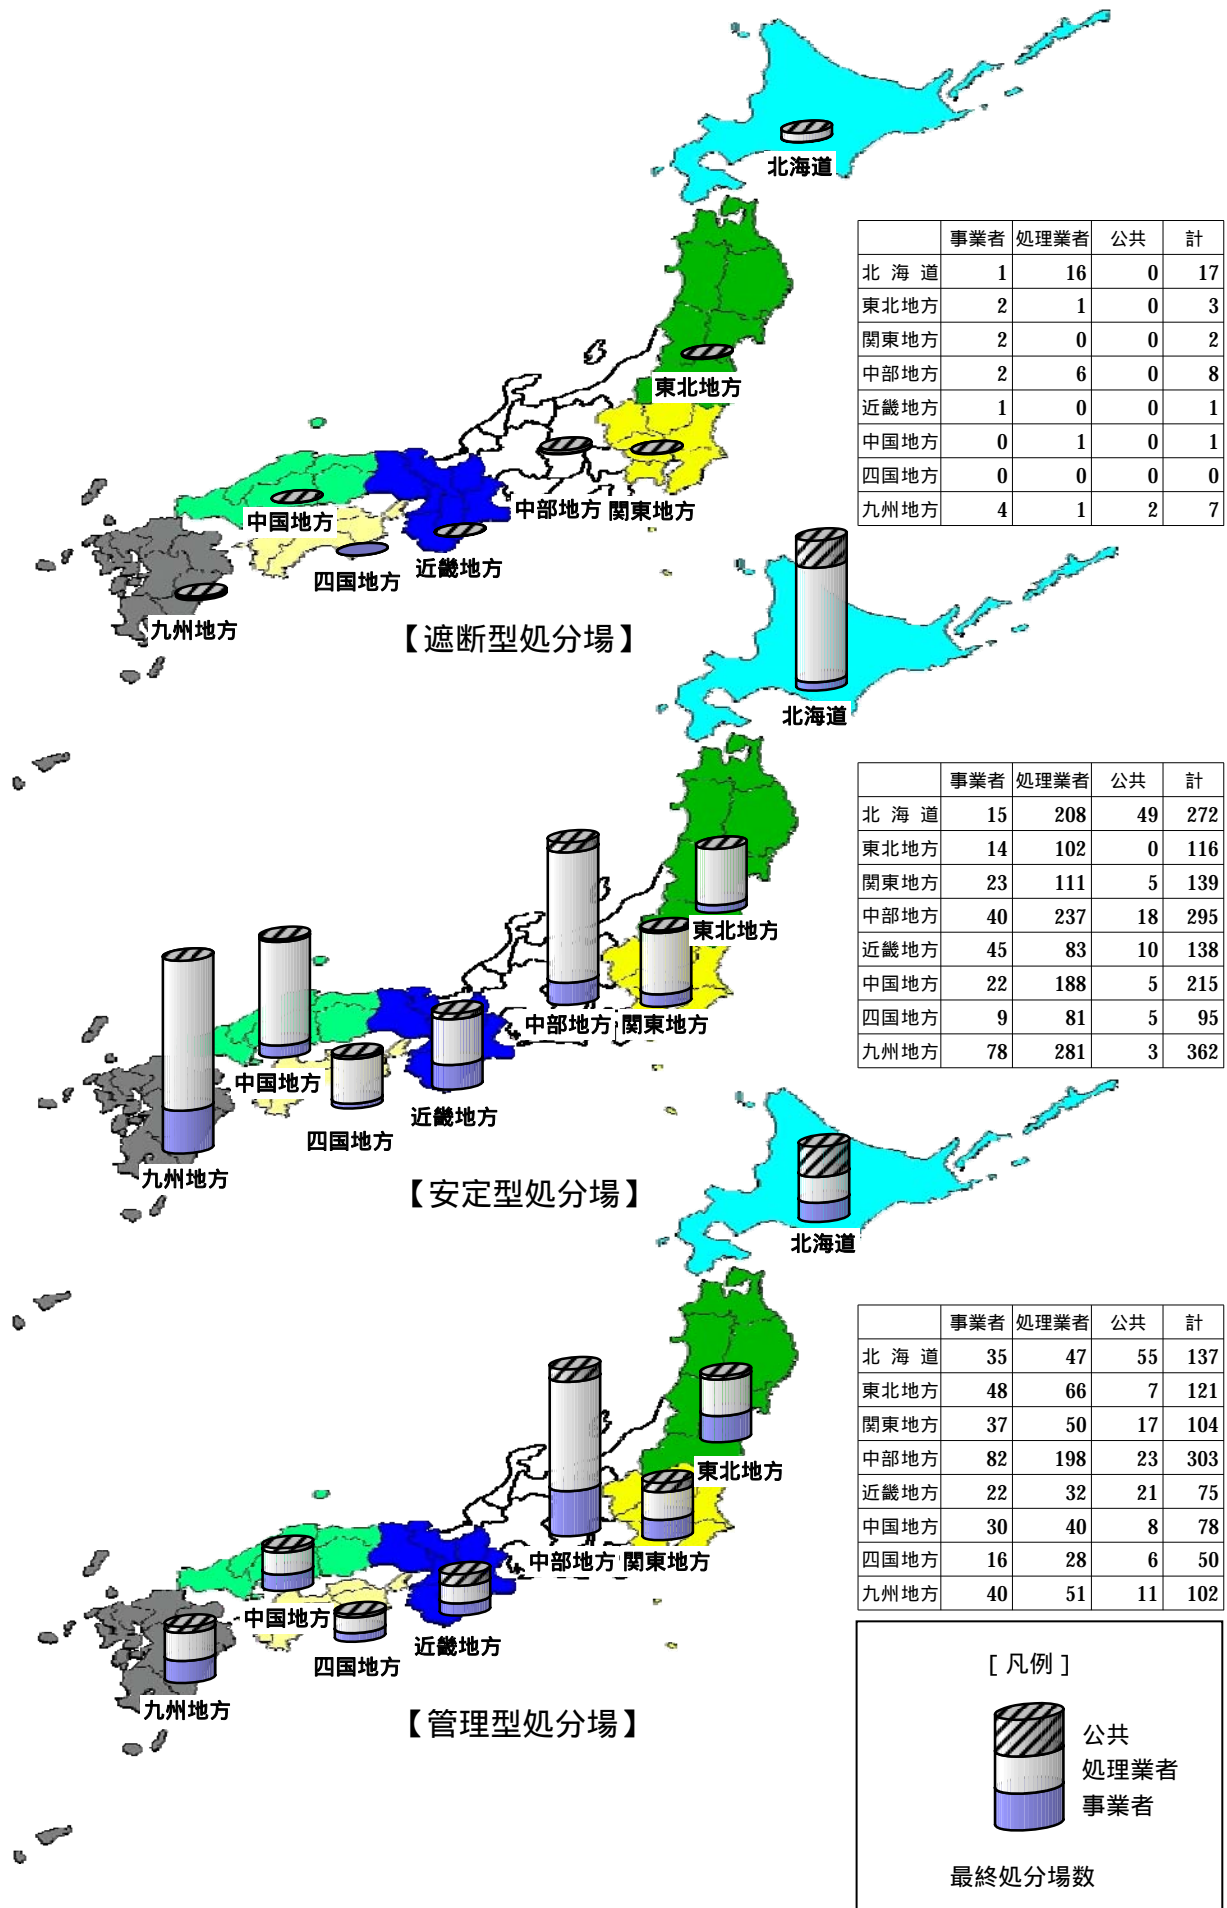 北海道
東北地方
中部地方 関東地方
中国地方
四国地方 近畿地方
九州地方
【遮断型処分場】
事業者 処理業者 公共 計
北海道 1 16 0 17
東北地方 2 1 0 3
関東地方 2 0 0 2
中部地方 2 6 0 8
近畿地方 1 0 0 1
中国地方 0 1 0 1
四国地方 0 0 0 0
九州地方 4 1 2 7
北海道
東北地方
中部地方 関東地方
中国地方
四国地方 近畿地方
九州地方
【安定型処分場】
事業者 処理業者 公共 計
北海道 15 208 49 272
東北地方 14 102 0 116
関東地方 23 111 5 139
中部地方 40 237 18 295
近畿地方 45 83 10 138
中国地方 22 188 5 215
四国地方 9 81 5 95
九州地方 78 281 3 362
北海道
東北地方
中部地方 関東地方
中国地方
四国地方 近畿地方
九州地方
【管理型処分場】
事業者 処理業者 公共 計
北海道 35 47 55 137
東北地方 48 66 7 121
関東地方 37 50 17 104
中部地方 82 198 23 303
近畿地方 22 32 21 75
中国地方 30 40 8 78
四国地方 16 28 6 50
九州地方 40 51 11 102
[凡例]
公共
処理業者
事業者
最終処分場数